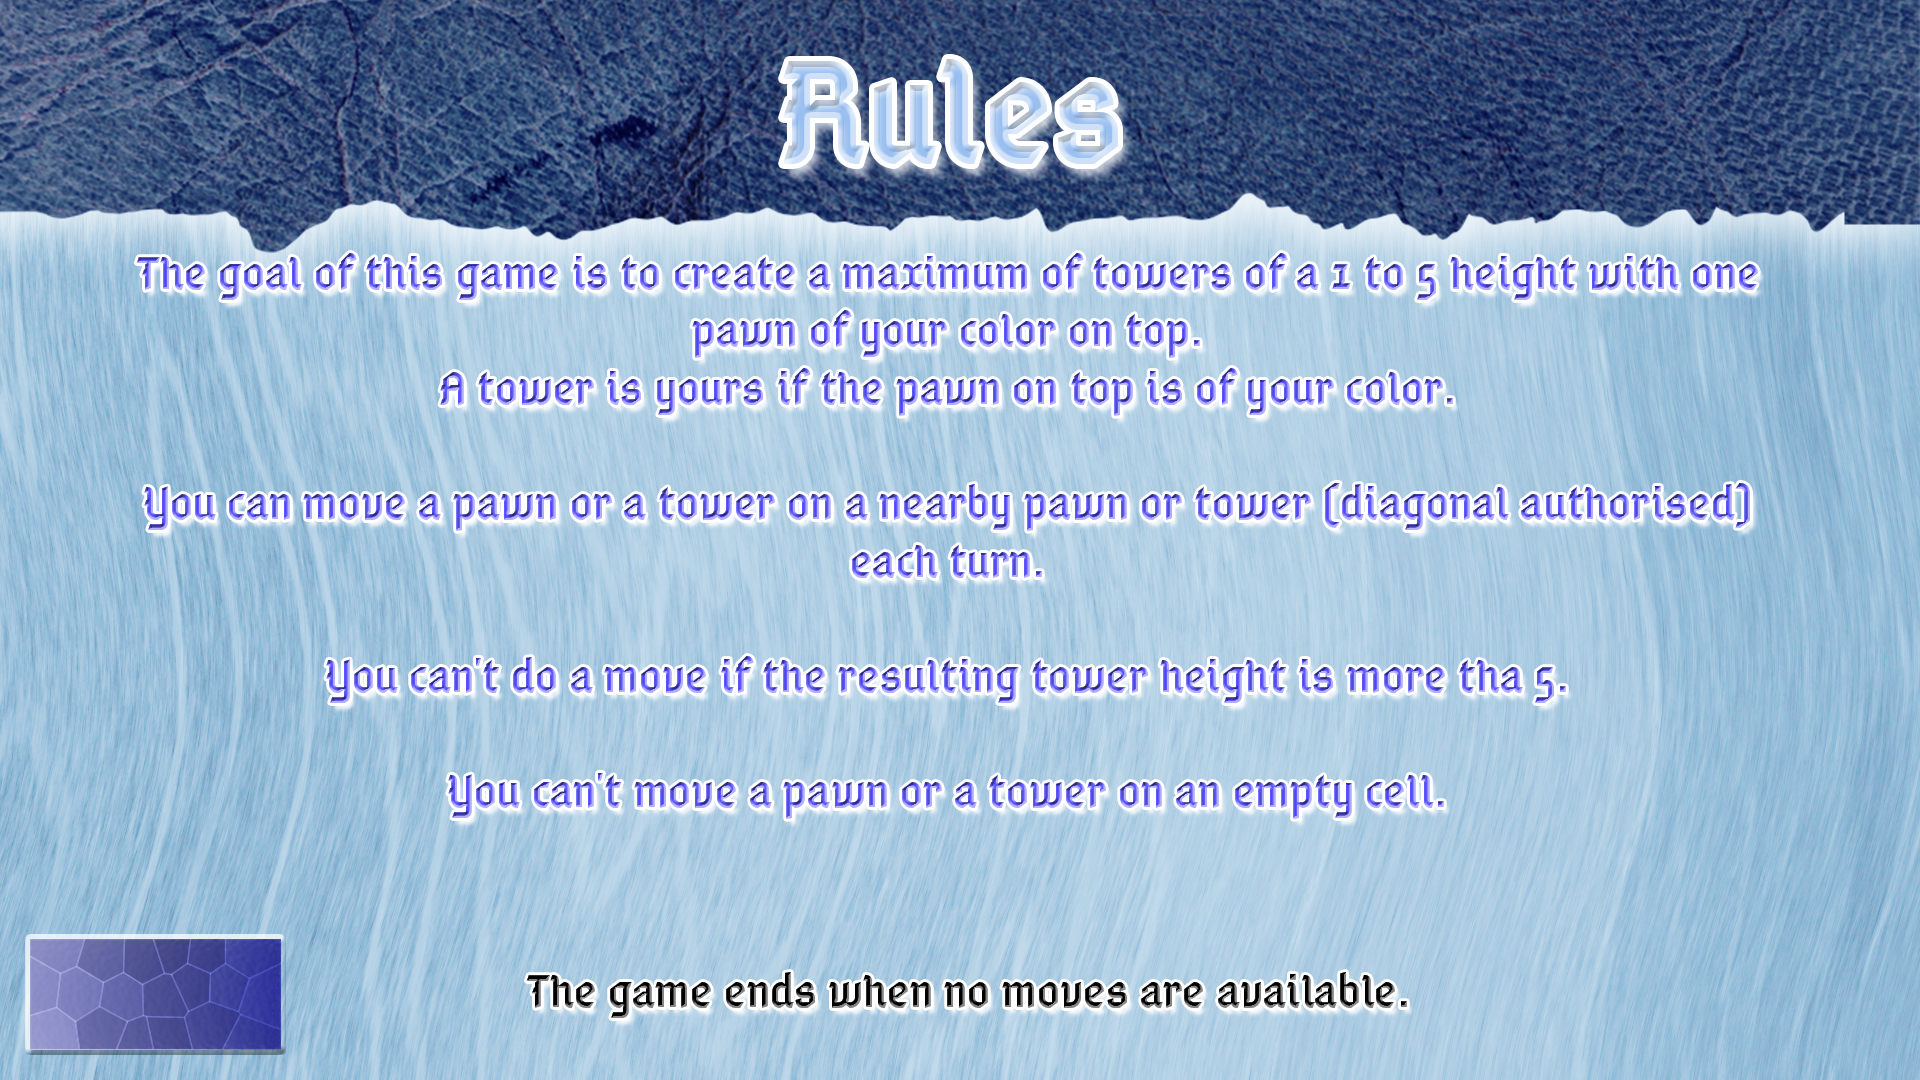 Rules
The goal of this game is to create a maximum of towers of a 1 to 5 height with one
pawn of your color on top.
A tower is yours if the pawn on top is of your color.
You can move a pawn or a tower on a nearby pawn or tower (diagonal authorised)
each turn.
You can't do a move if the resulting tower height is more tha 5.
You can't move a pawn or a tower on an empty cell.
The game ends when no moves are available.